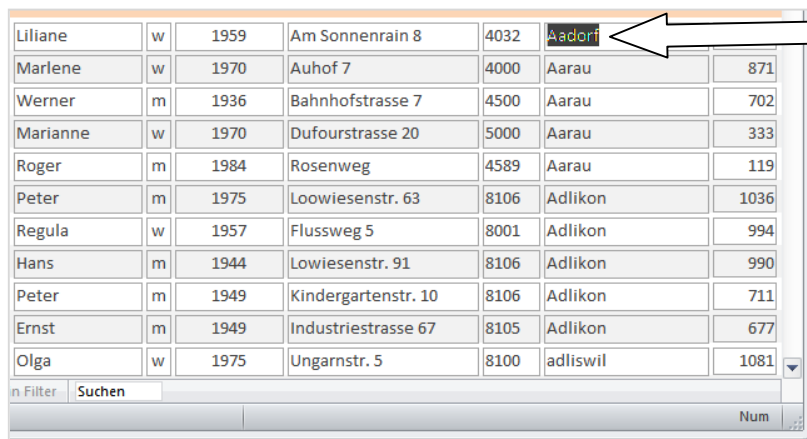 Liliane w 1959 Am Sonnenrain 8 4032 Aadorf
Marlene w 1970 Auhof 7 4000 Aarau 871
Werner m 1936 Bahnhofstrasse 7 4500 Aarau 702
Marianne w 1970 Dufourstrasse 20 5000 Aarau 333
Roger m 1984 Rosenweg 4589 Aarau 119
Peter m 1975 Loowiesenstr. 63 8106 Adlikon 1036
Regula w 1957 Flussweg 5 8001 Adlikon 994
Hans m 1944 Lowiesenstr. 91 8106 Adlikon 990
Peter m 1949 Kindergartenstr. 10 8106 Adlikon 711
Ernst m 1949 Industriestrasse 67 8105 Adlikon 677
Olga w 1975 Ungarnstr. 5 8100 adliswil 1081
n Filter Suchen
Num